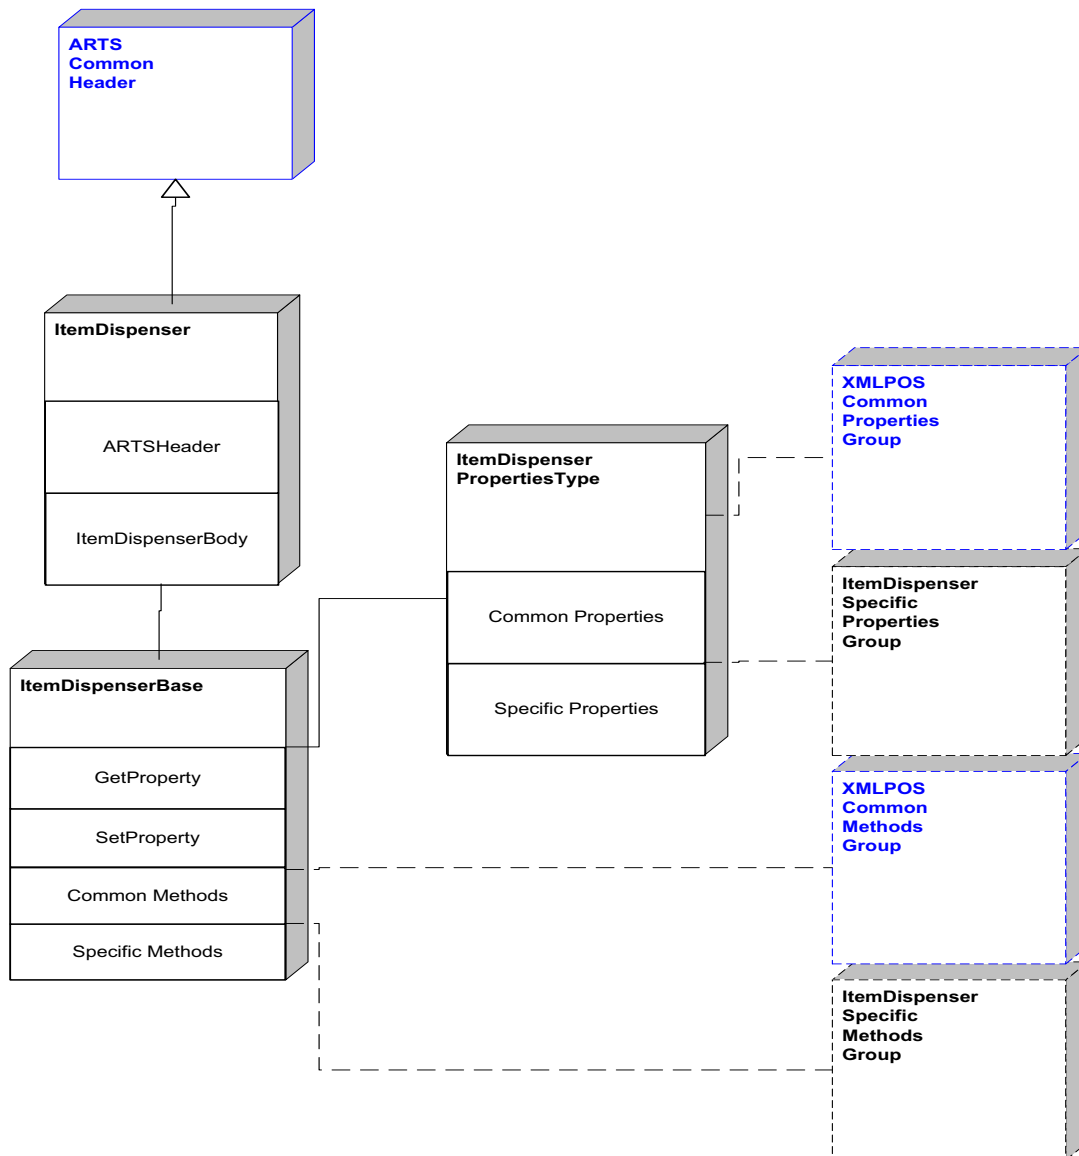 ARTS
Common
Header
ItemDispenser
ARTSHeader
ItemDispenserBody
ItemDispenserBase
GetProperty
SetProperty
Common Methods
Specific Methods
ItemDispenser
PropertiesType
Common Properties
Specific Properties
XMLPOS
Common
Properties
Group
ItemDispenser
Specific
Properties
Group
XMLPOS
Common
Methods
Group
ItemDispenser
Specific
Methods
Group